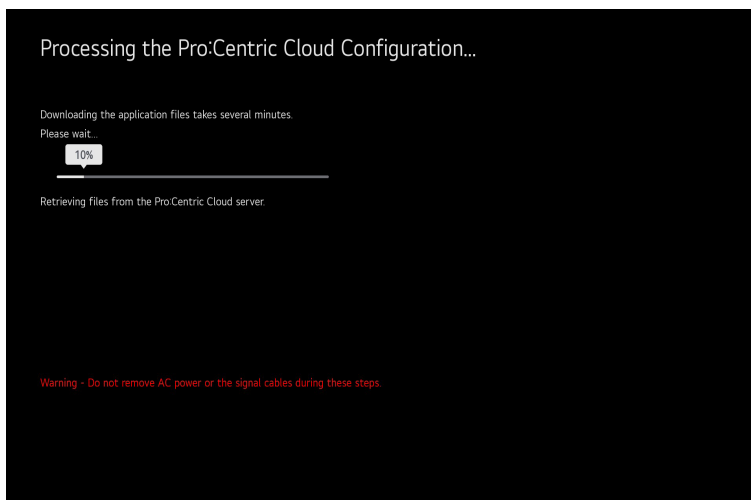 Processing the Pro:Centric Cloud Configuration...
Downloading the application files takes several minutes.
Please wait...
10%
Retrieving files from the Pro:Centric Cloud server.
Warning - Do not remove AC power or the signal cables during these steps.